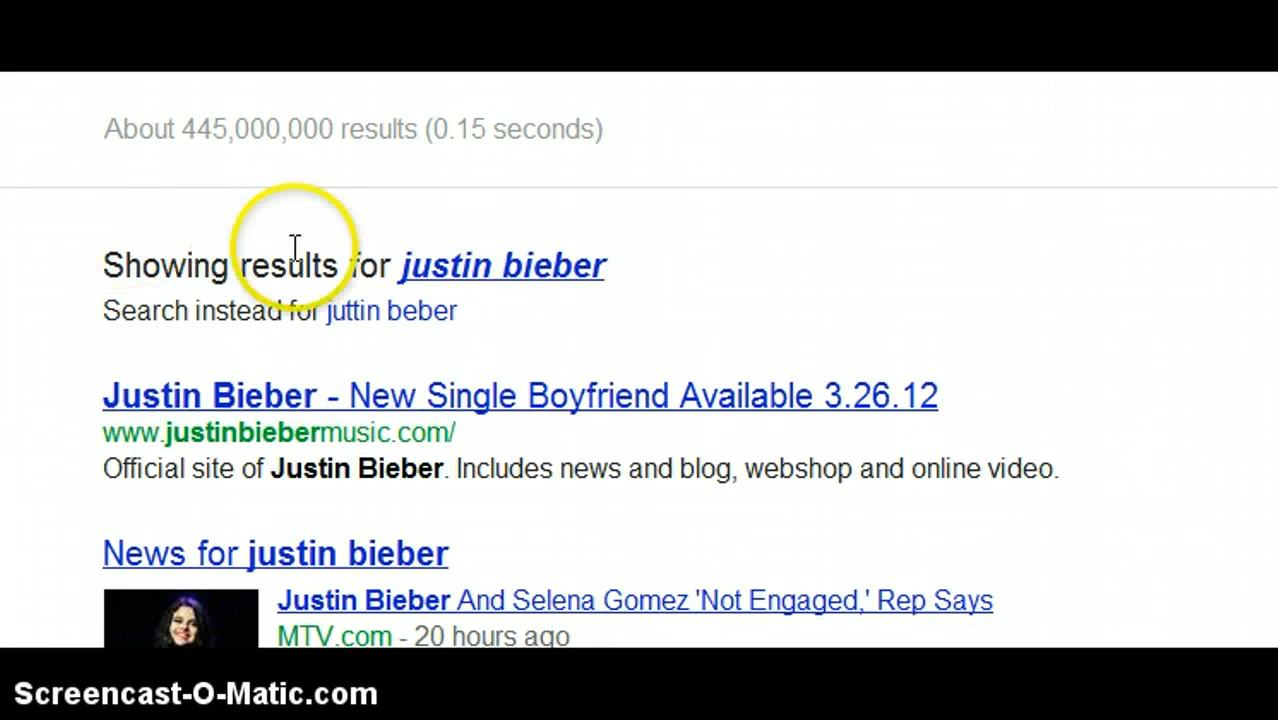 About 445,000,000 results (0.15 seconds)
Showing results for justin bieber
Search instead for juttin beber
Justin Bieber - New Single Boyfriend Available 3.26.12
www.justinbiebermusic.com/
Official site of Justin Bieber. Includes news and blog, webshop and online video.
News for justin bieber
Justin Bieber And Selena Gomez 'Not Engaged,' Rep Says
MTV.com - 20 hours ago
Screencast-O-Matic.com